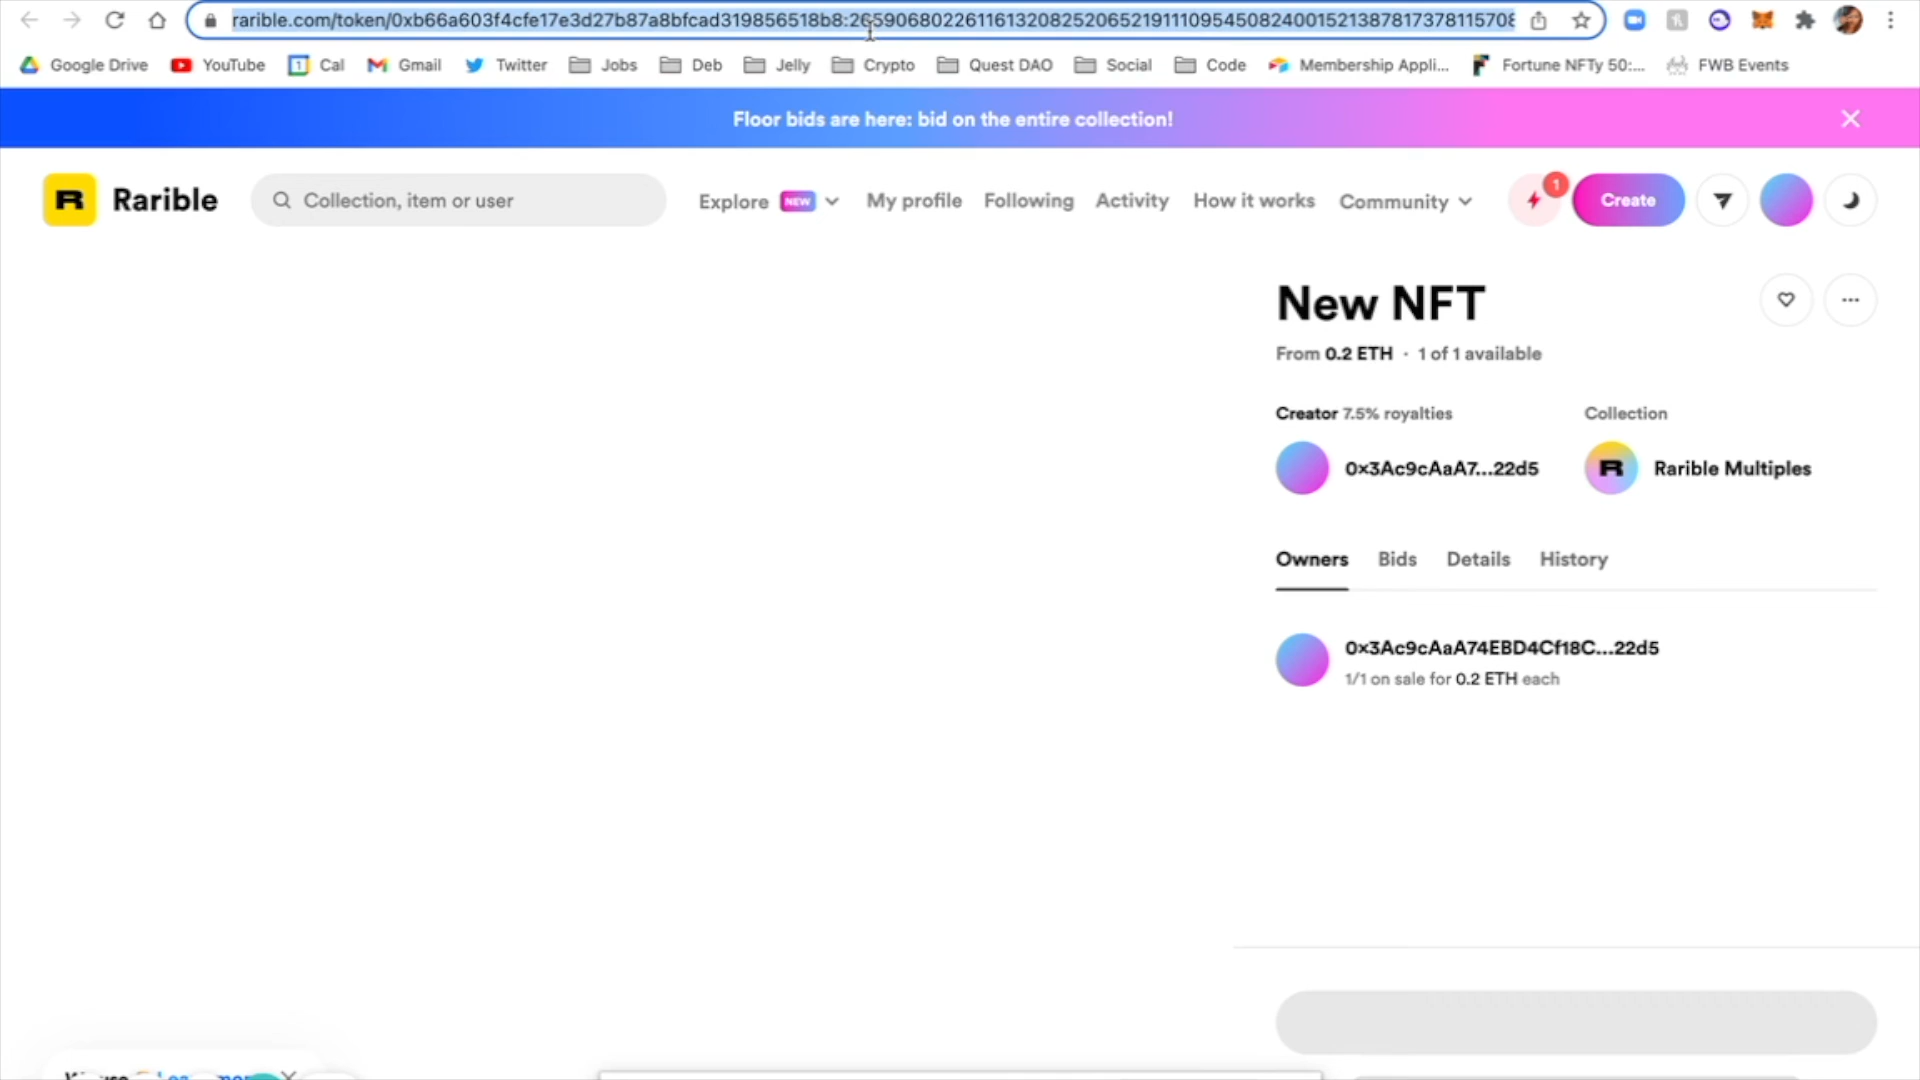 rarible.com/token/0xb66a603f4cfe17e3d27b87a8bfcad319856518b8:2659068022611613208252065219111095450824001521387817378115708
Google Drive YouTube 1 Cal Gmail Twitter Jobs Deb Jelly Crypto Quest DAO Social Code Membership Appli... Fortune NFTy 50:... FWB Events
Floor bids are here: bid on the entire collection!
R Rarible Collection, item or user Explore NEW My profile Following Activity How it works Community 1 Create
New NFT
From 0.2 ETH · 1 of 1 available
Creator 7.5% royalties Collection
0x3Ac9cAaA7...22d5 R Rarible Multiples
Owners Bids Details History
0x3Ac9cAaA74EBD4Cf18C...22d5
1/1 on sale for 0.2 ETH each